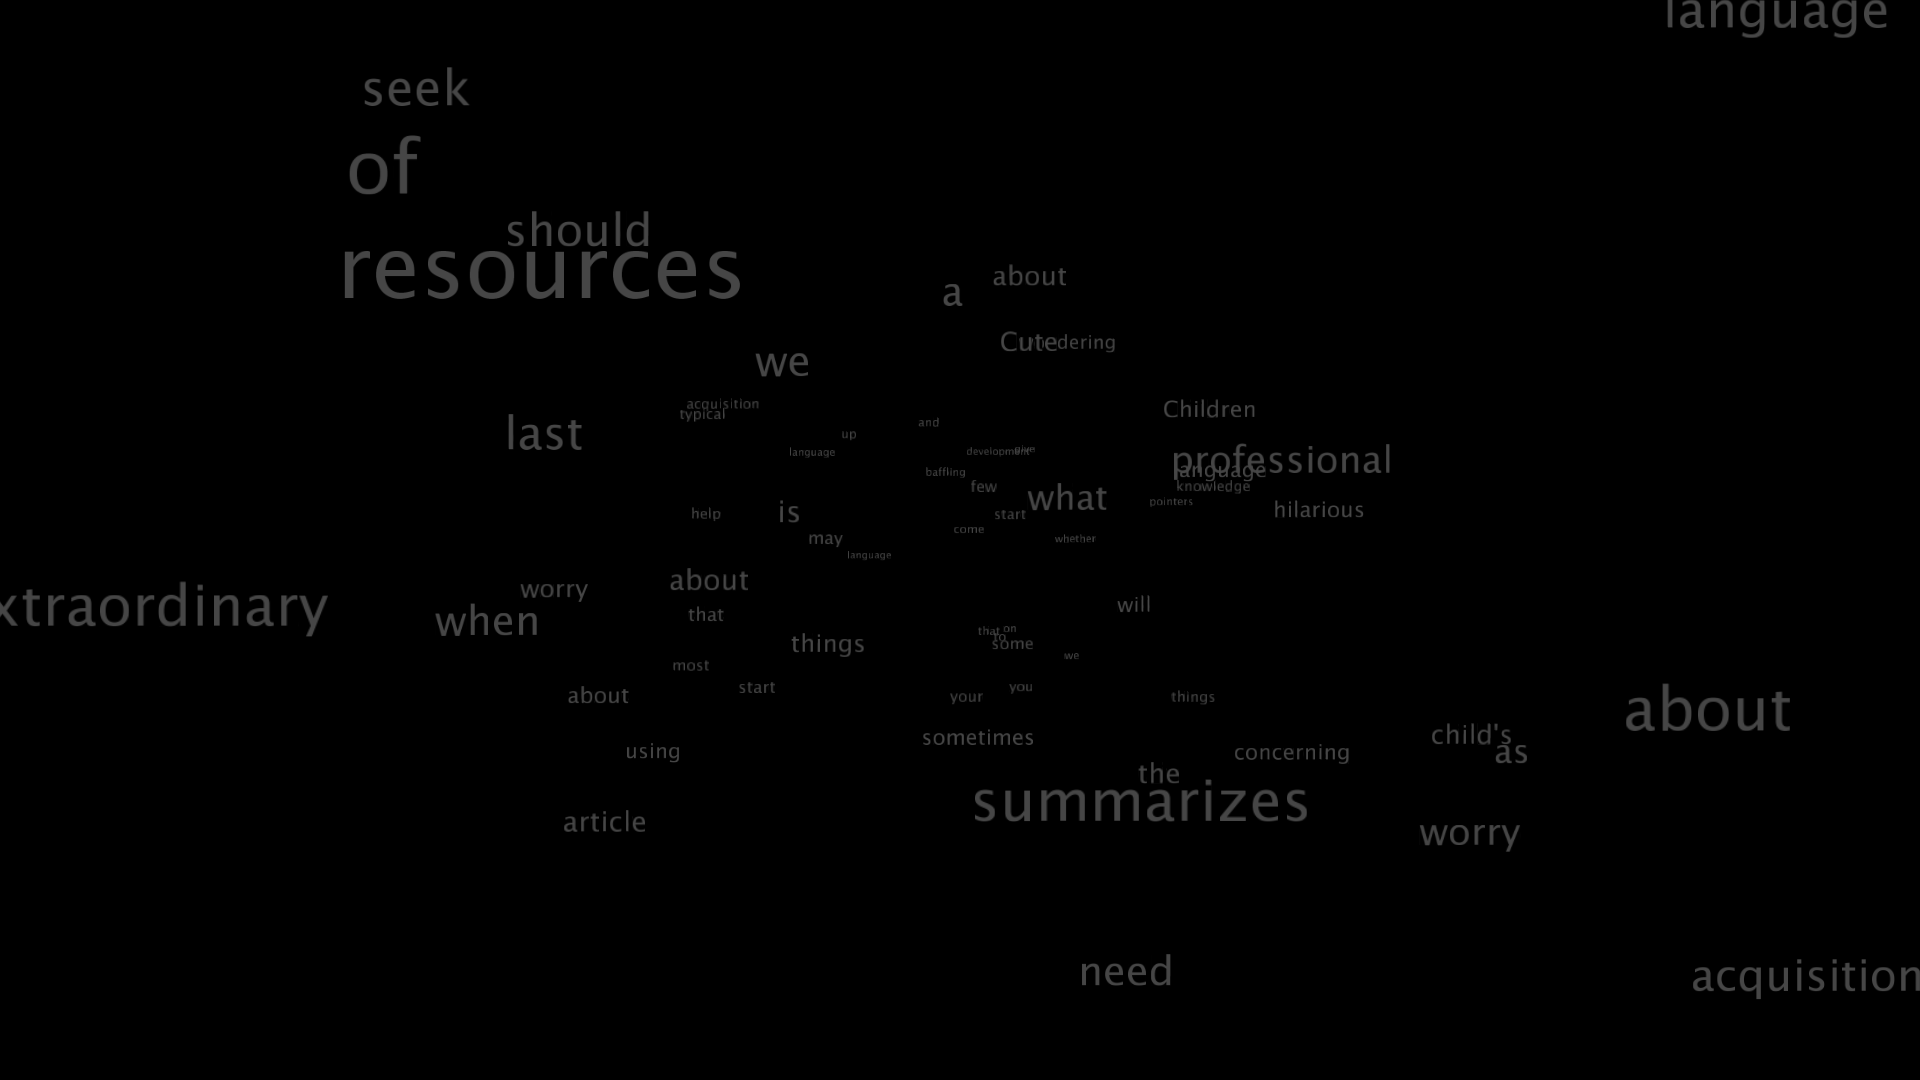 language
seek
of
should
resources
about
a
Cute
dering
we
acquisition
Children
typical
and
last
up
language
development
give
professional
language
baffling
few
knowledge
what
pointers
is
hilarious
help
start
come
may
whether
language
about
worry
extraordinary
when
that
will
on
that
to
things
some
we
most
start
you
about
your
things
about
child's
sometimes
using
concerning
as
the
summarizes
article
worry
need
acquisition